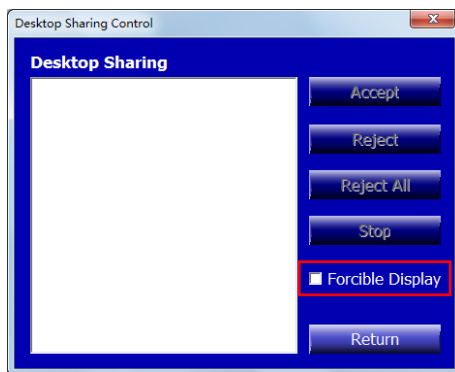 Desktop Sharing Control
Desktop Sharing
Accept
Reject
Reject All
Stop
Forcible Display
Return